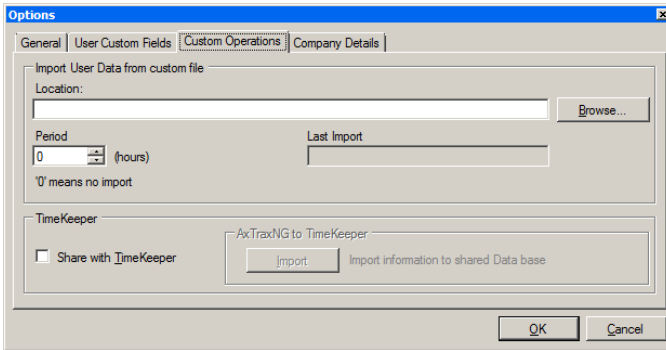 Options
General
User Custom Fields
Custom Operations
Company Details
Import User Data from custom file
Location:
Browse...
Period
Last Import
0
(hours)
'0' means no import
TimeKeeper
AxTraxNG to TimeKeeper
Share with TimeKeeper
Import
Import information to shared Data base
OK
Cancel